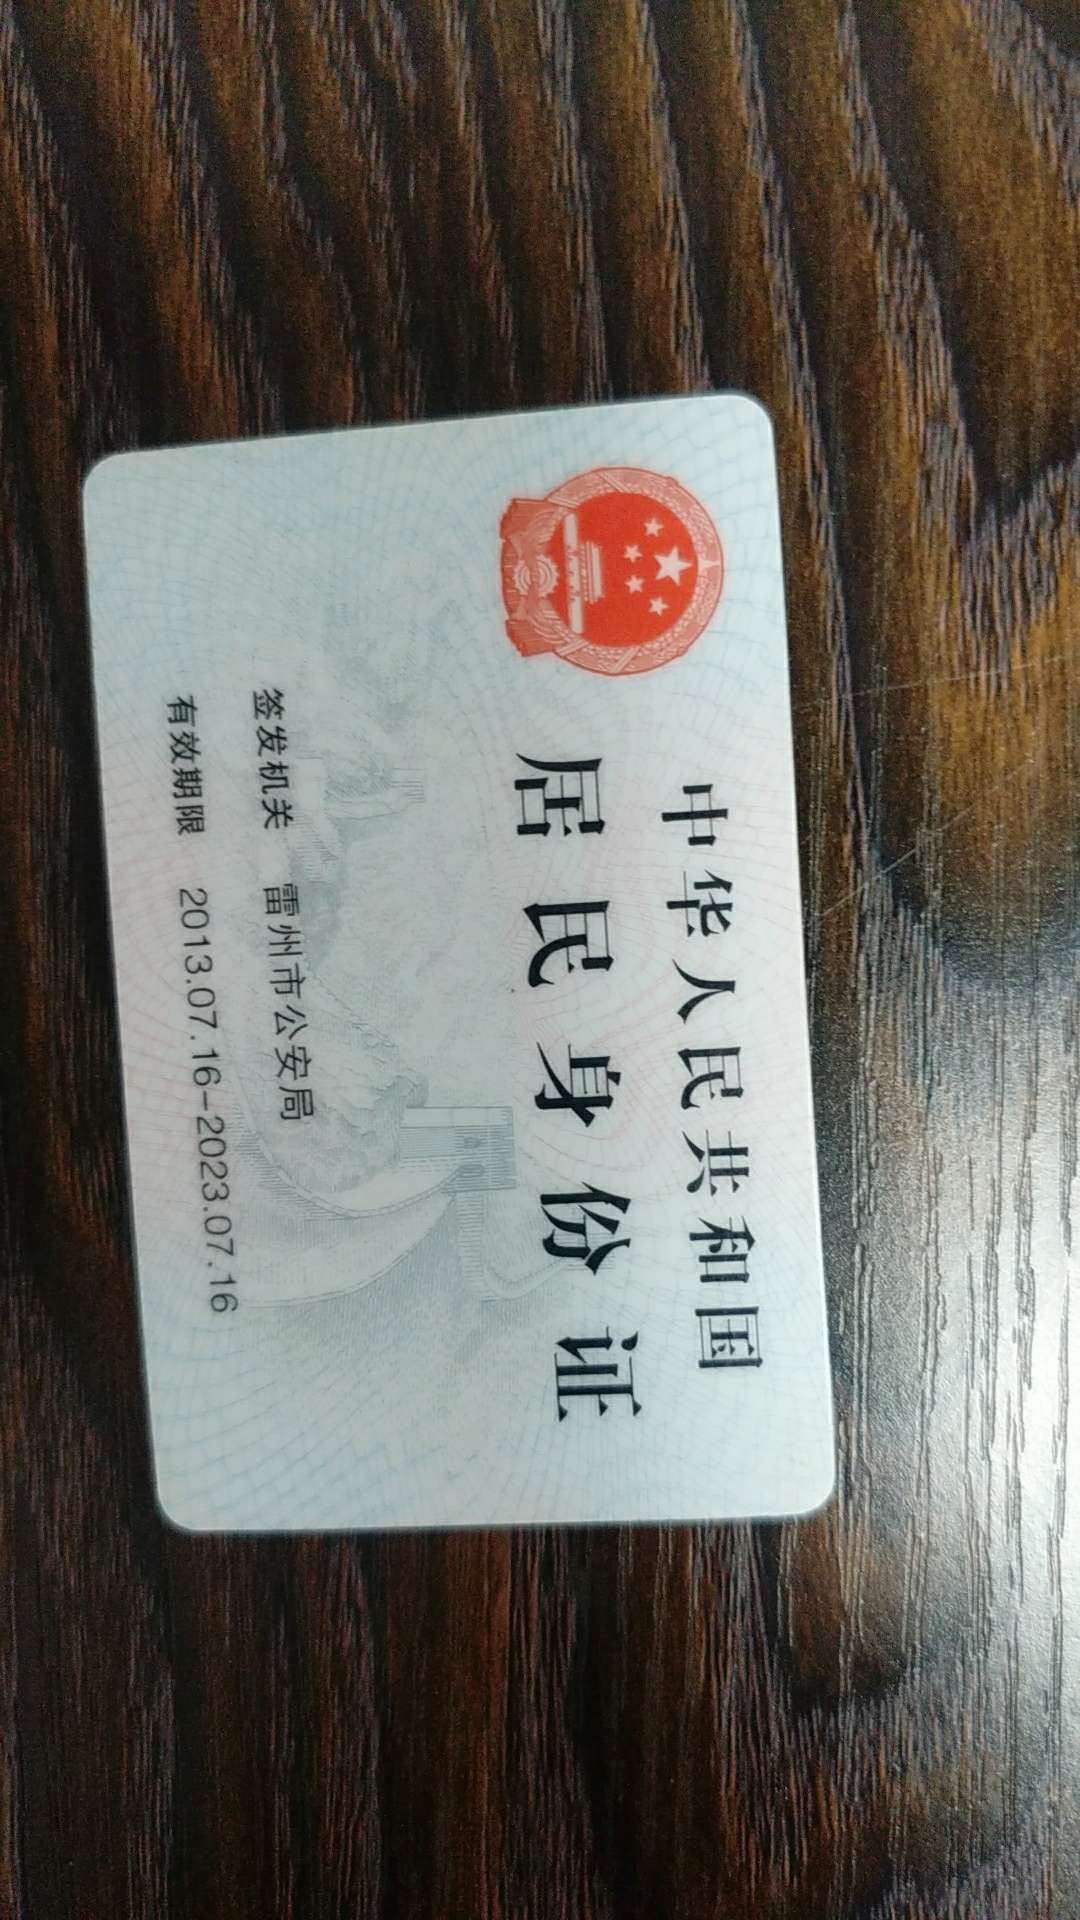 中华人民共和国
居民身份证
签发机关 雷州市公安局
有效期限 2013.07.16-2023.07.16